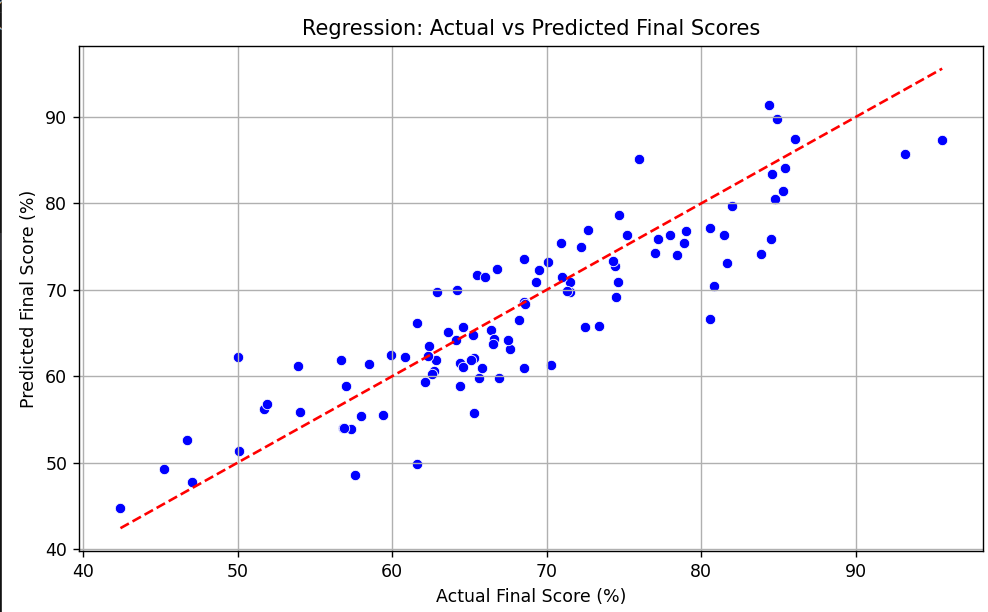 Regression: Actual vs Predicted Final Scores
Predicted Final Score (%)
90
80
70
60
50
40
40 50 60 70 80 90
Actual Final Score (%)